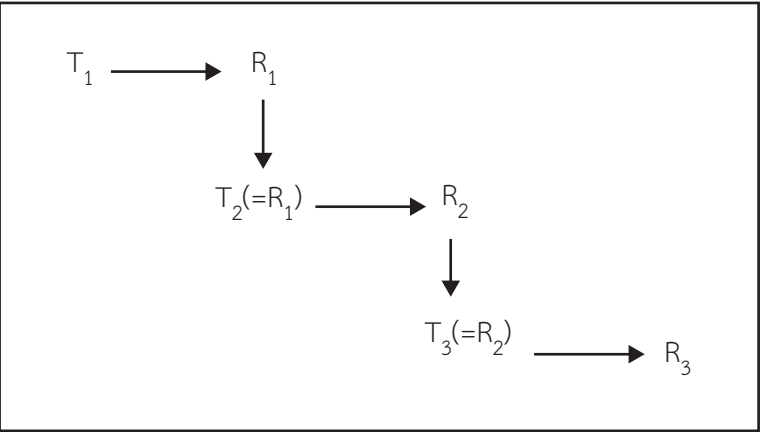 T₁ R₁
T₂(=R₁) R₂
T₃(=R₂) R₃